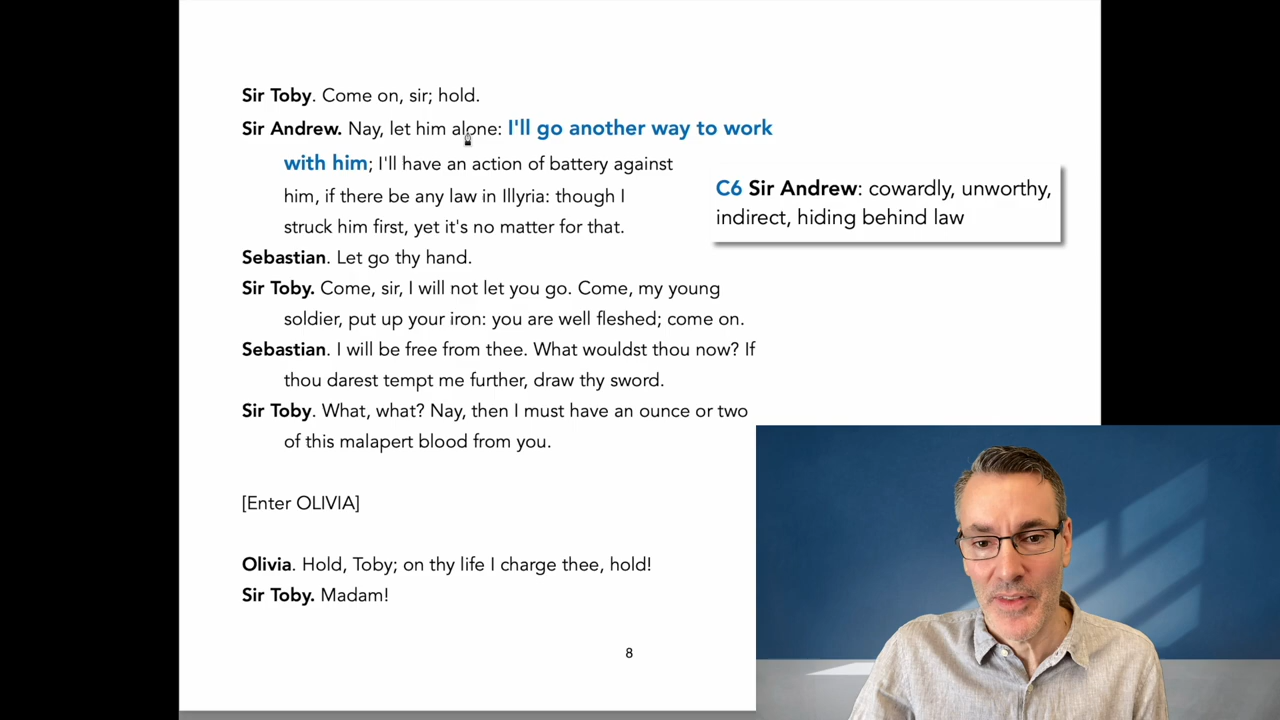 Sir Toby. Come on, sir; hold.
Sir Andrew. Nay, let him alone: I'll go another way to work
with him; I'll have an action of battery against
him, if there be any law in Illyria: though I
struck him first, yet it's no matter for that.
C6 Sir Andrew: cowardly, unworthy,
indirect, hiding behind law
Sebastian. Let go thy hand.
Sir Toby. Come, sir, I will not let you go. Come, my young
soldier, put up your iron: you are well fleshed; come on.
Sebastian. I will be free from thee. What wouldst thou now? If
thou darest tempt me further, draw thy sword.
Sir Toby. What, what? Nay, then I must have an ounce or two
of this malapert blood from you.
[Enter OLIVIA]
Olivia. Hold, Toby; on thy life I charge thee, hold!
Sir Toby. Madam!
8